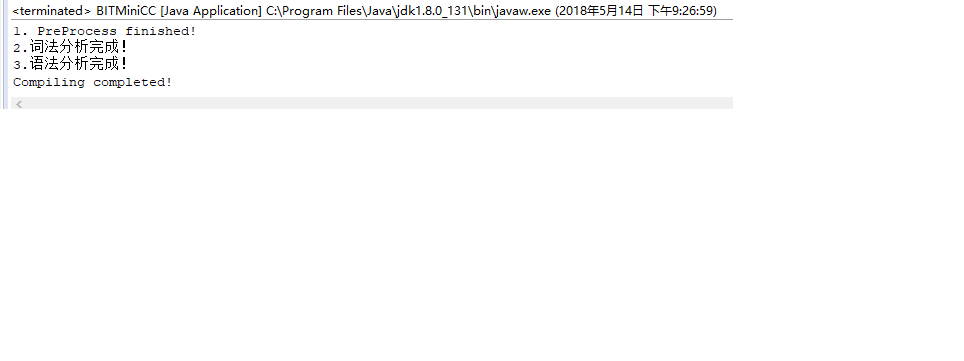 <terminated> BITMiniCC [Java Application] C:\Program Files\Java\jdk1.8.0_131\bin\javaw.exe (2018年5月14日 下午9:26:59)
1. PreProcess finished!
2.词法分析完成!
3.语法分析完成!
Compiling completed!